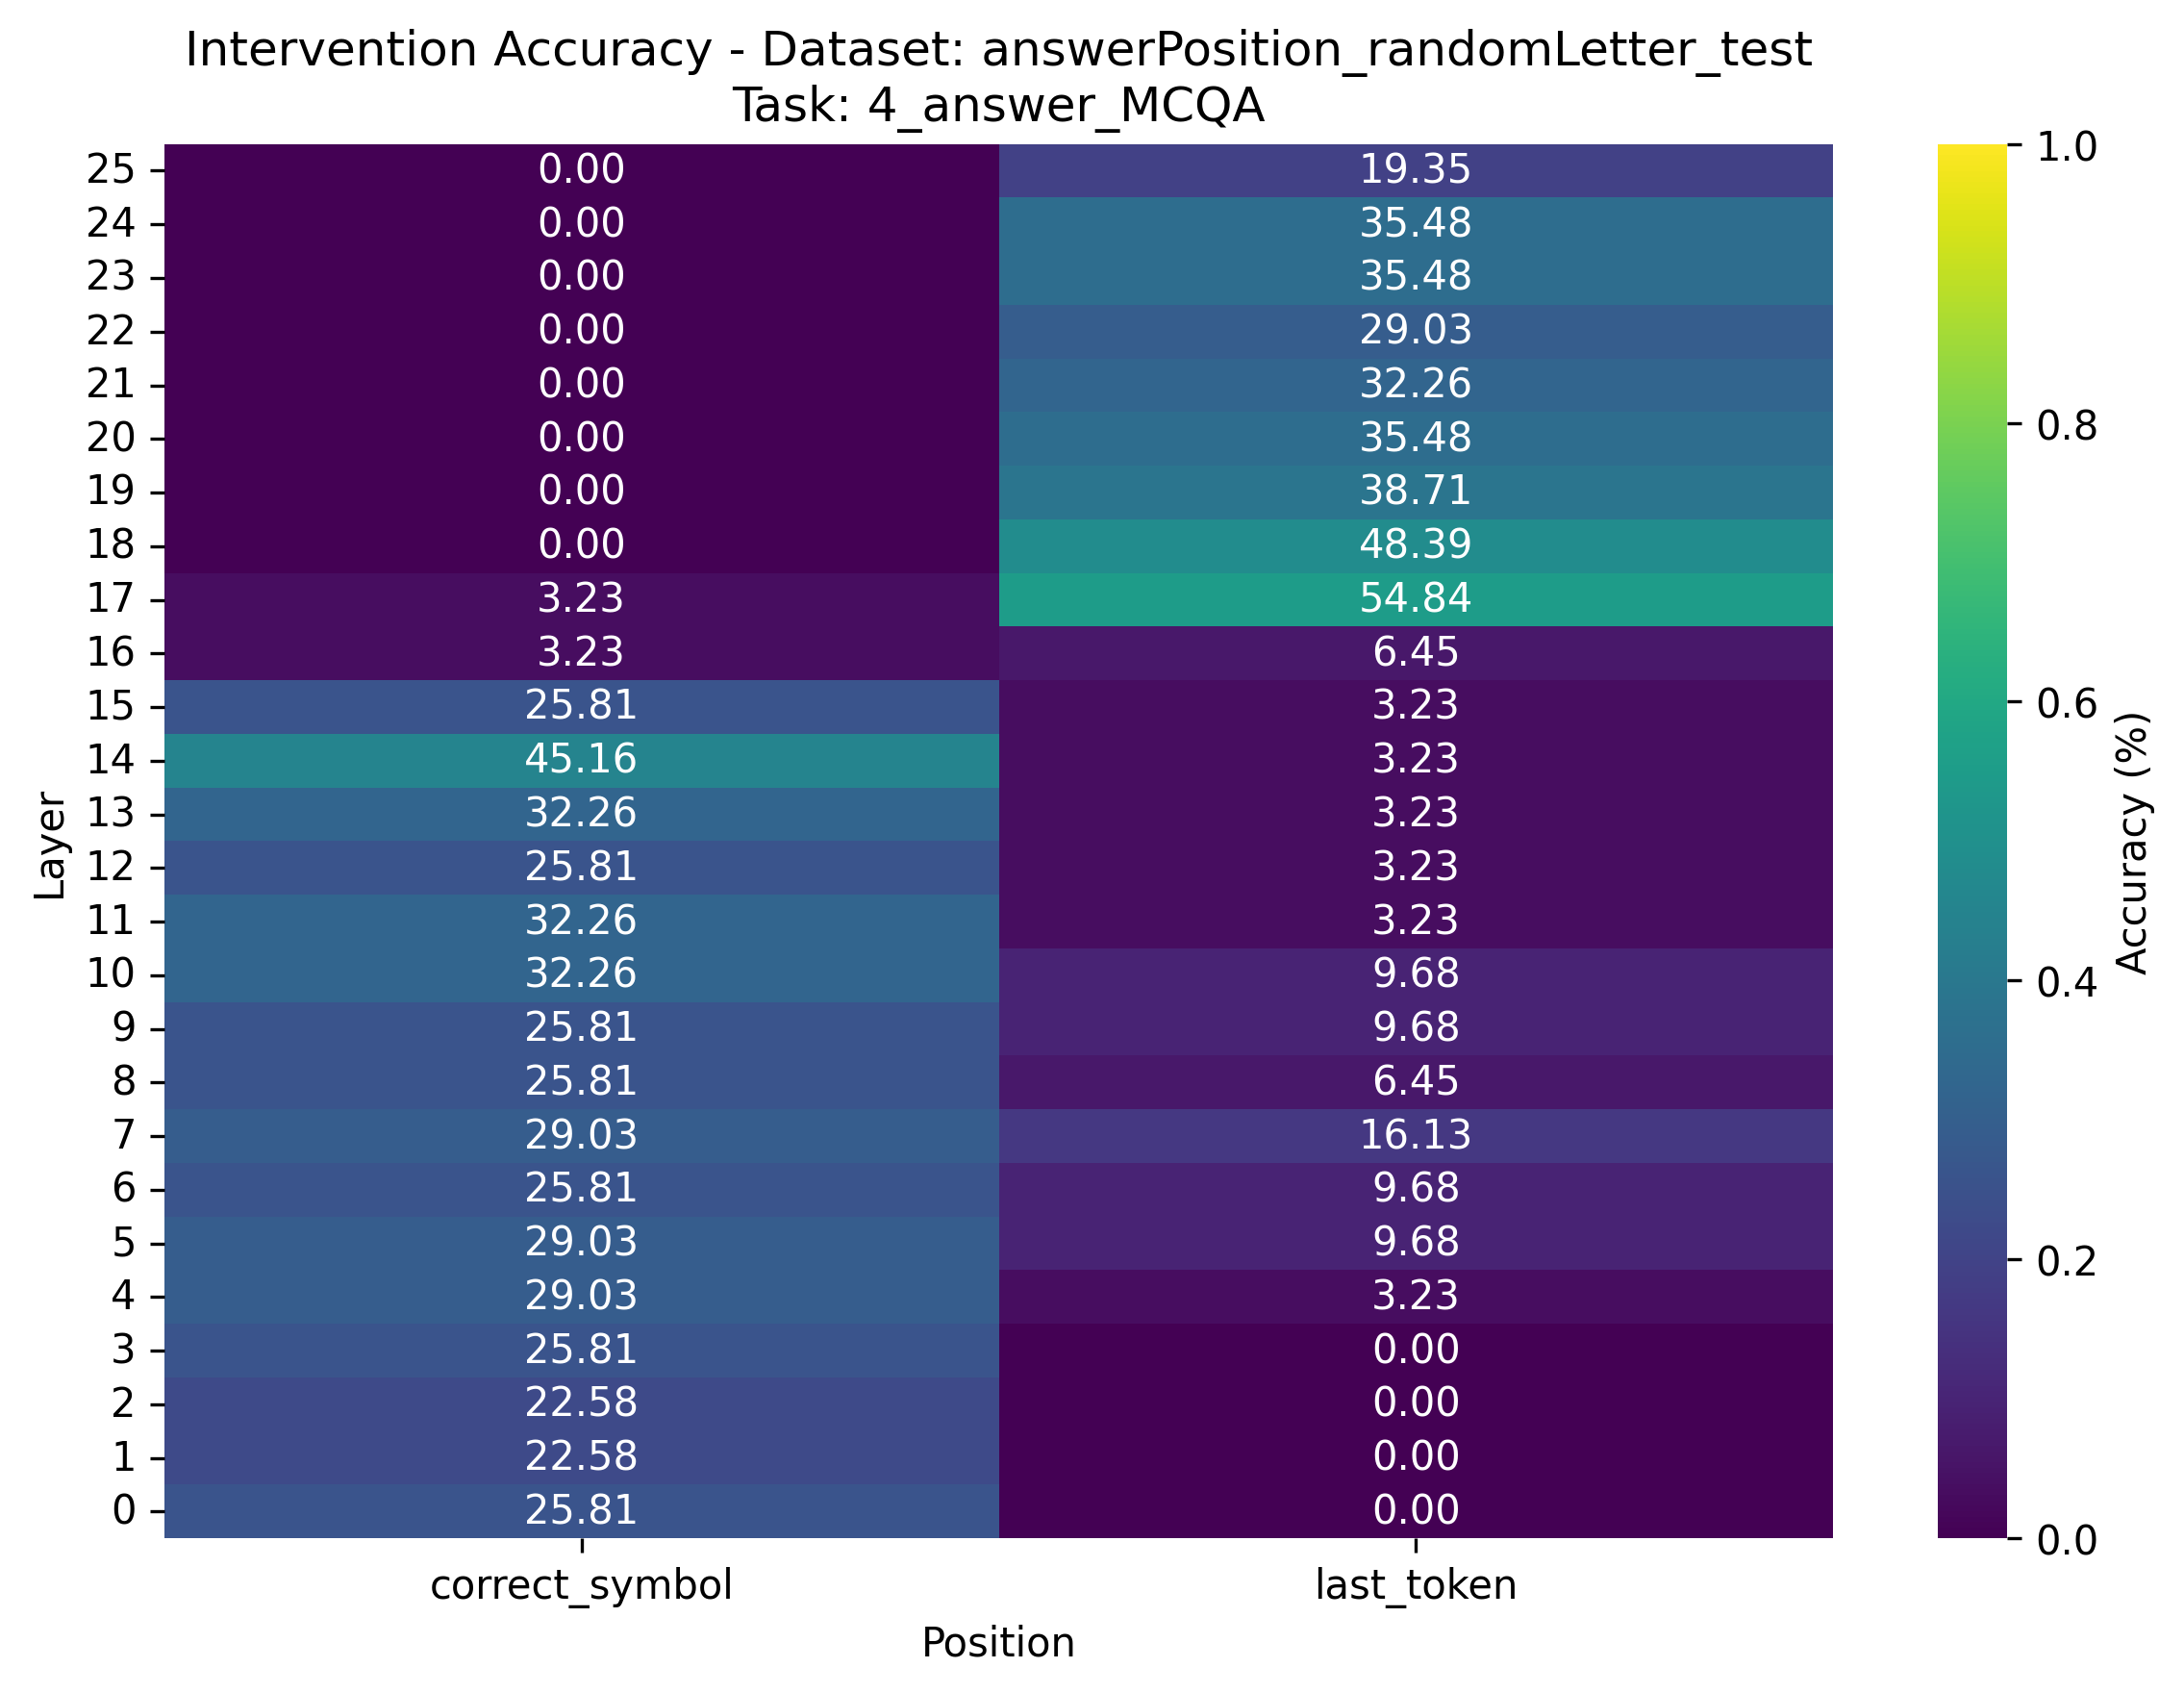 Intervention Accuracy - Dataset: answerPosition_randomLetter_test
Task: 4_answer_MCQA
25 0.00 19.35
24 0.00 35.48
23 0.00 35.48
22 0.00 29.03
21 0.00 32.26
20 0.00 35.48
19 0.00 38.71
18 0.00 48.39
17 3.23 54.84
16 3.23 6.45
15 25.81 3.23
14 45.16 3.23
13 32.26 3.23
12 25.81 3.23
11 32.26 3.23
10 32.26 9.68
9 25.81 9.68
8 25.81 6.45
7 29.03 16.13
6 25.81 9.68
5 29.03 9.68
4 29.03 3.23
3 25.81 0.00
2 22.58 0.00
1 22.58 0.00
0 25.81 0.00
Layer
correct_symbol last_token
Position
1.0
0.8
0.6
0.4
0.2
0.0
Accuracy (%)